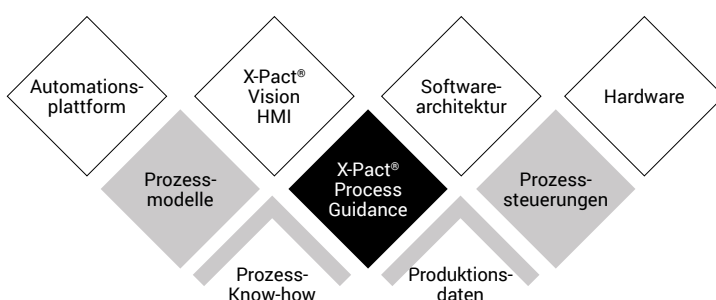 Automations-
plattform
X-Pact®
Vision
HMI
Software-
architektur
Hardware
Prozess-
modelle
X-Pact®
Process
Guidance
Prozess-
steuerungen
Prozess-
Know-how
Produktions-
daten